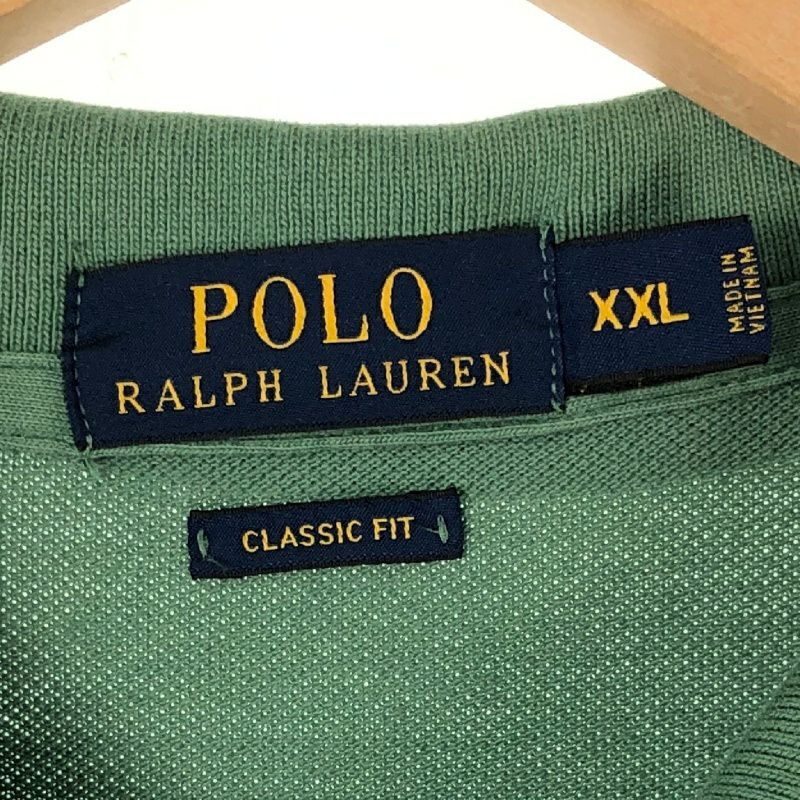 POLO
RALPH LAUREN
XXL
MADE IN
VIETNAM
CLASSIC FIT